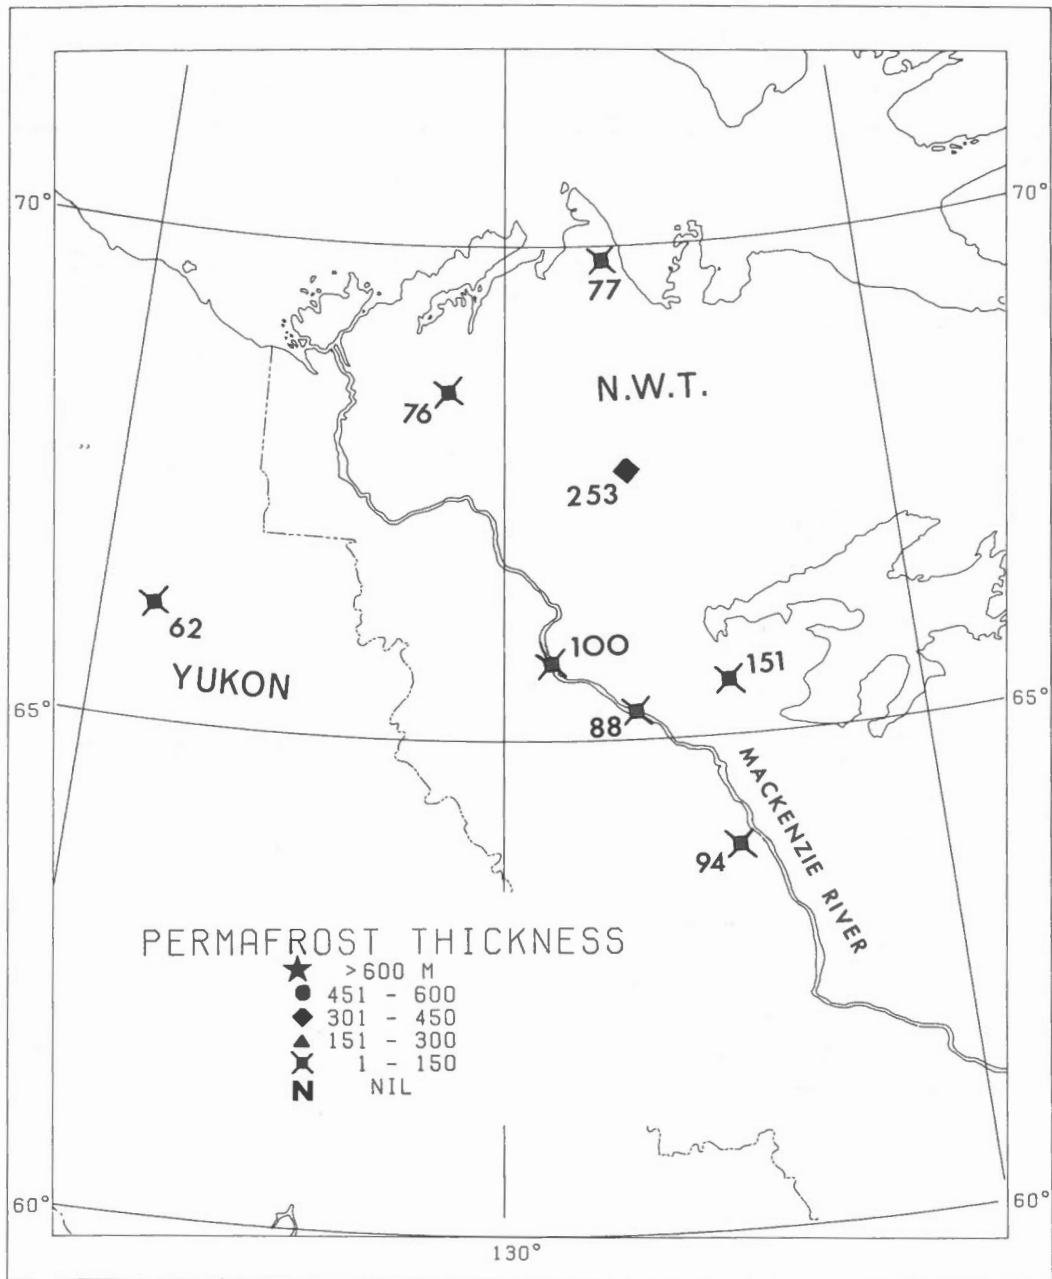 70°
70°
77
N.W.T.
76
253
62
100
151
YUKON
65°
65°
88
MACKENZIE RIVER
94
PERMAFROST THICKNESS
>600 M
451 - 600
301 - 450
151 - 300
1 - 150
N NIL
60°
60°
130°